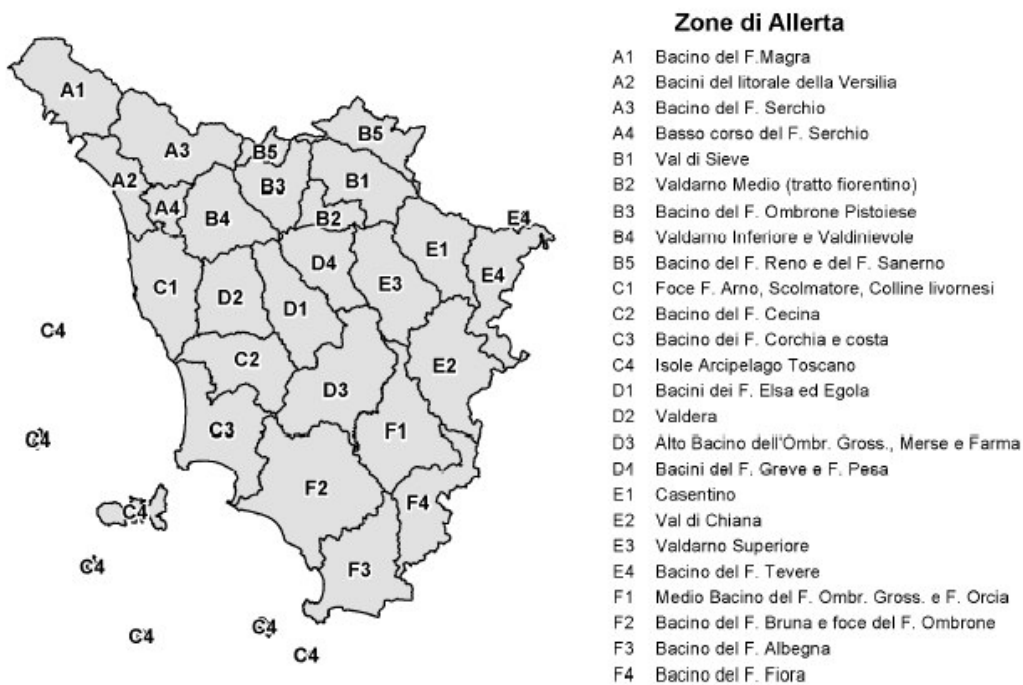 Zone di Allerta
A1 Bacino del F.Magra
A2 Bacini del litorale della Versilia
A3 Bacino del F. Serchio
A4 Basso corso del F. Serchio
B1 Val di Sieve
B2 Valdarno Medio (tratto fiorentino)
B3 Bacino del F. Ombrone Pistoiese
B4 Valdarno Inferiore e Valdinievole
B5 Bacino del F. Reno e del F. Sanerno
C1 Foce F. Arno, Scolmatore, Colline livornesi
C2 Bacino del F. Cecina
C3 Bacino dei F. Corchia e costa
C4 Isole Arcipelago Toscano
D1 Bacini dei F. Elsa ed Egola
D2 Valdera
D3 Alto Bacino dell'Ombr. Gross., Merse e Farma
D4 Bacini del F. Greve e F. Pesa
E1 Casentino
E2 Val di Chiana
E3 Valdarno Superiore
E4 Bacino del F. Tevere
F1 Medio Bacino del F. Ombr. Gross. e F. Orcia
F2 Bacino del F. Bruna e foce del F. Ombrone
F3 Bacino del F. Albegna
F4 Bacino del F. Fiora
A1
B5
A3
B5
A2
B3
B1
A4
B4
B2
E4
E1
D4
E4
E3
C1
D2
D1
C4
C2
E2
D3
C3
F1
C4
F2
F4
C4
C4
F3
C4
C4
C4